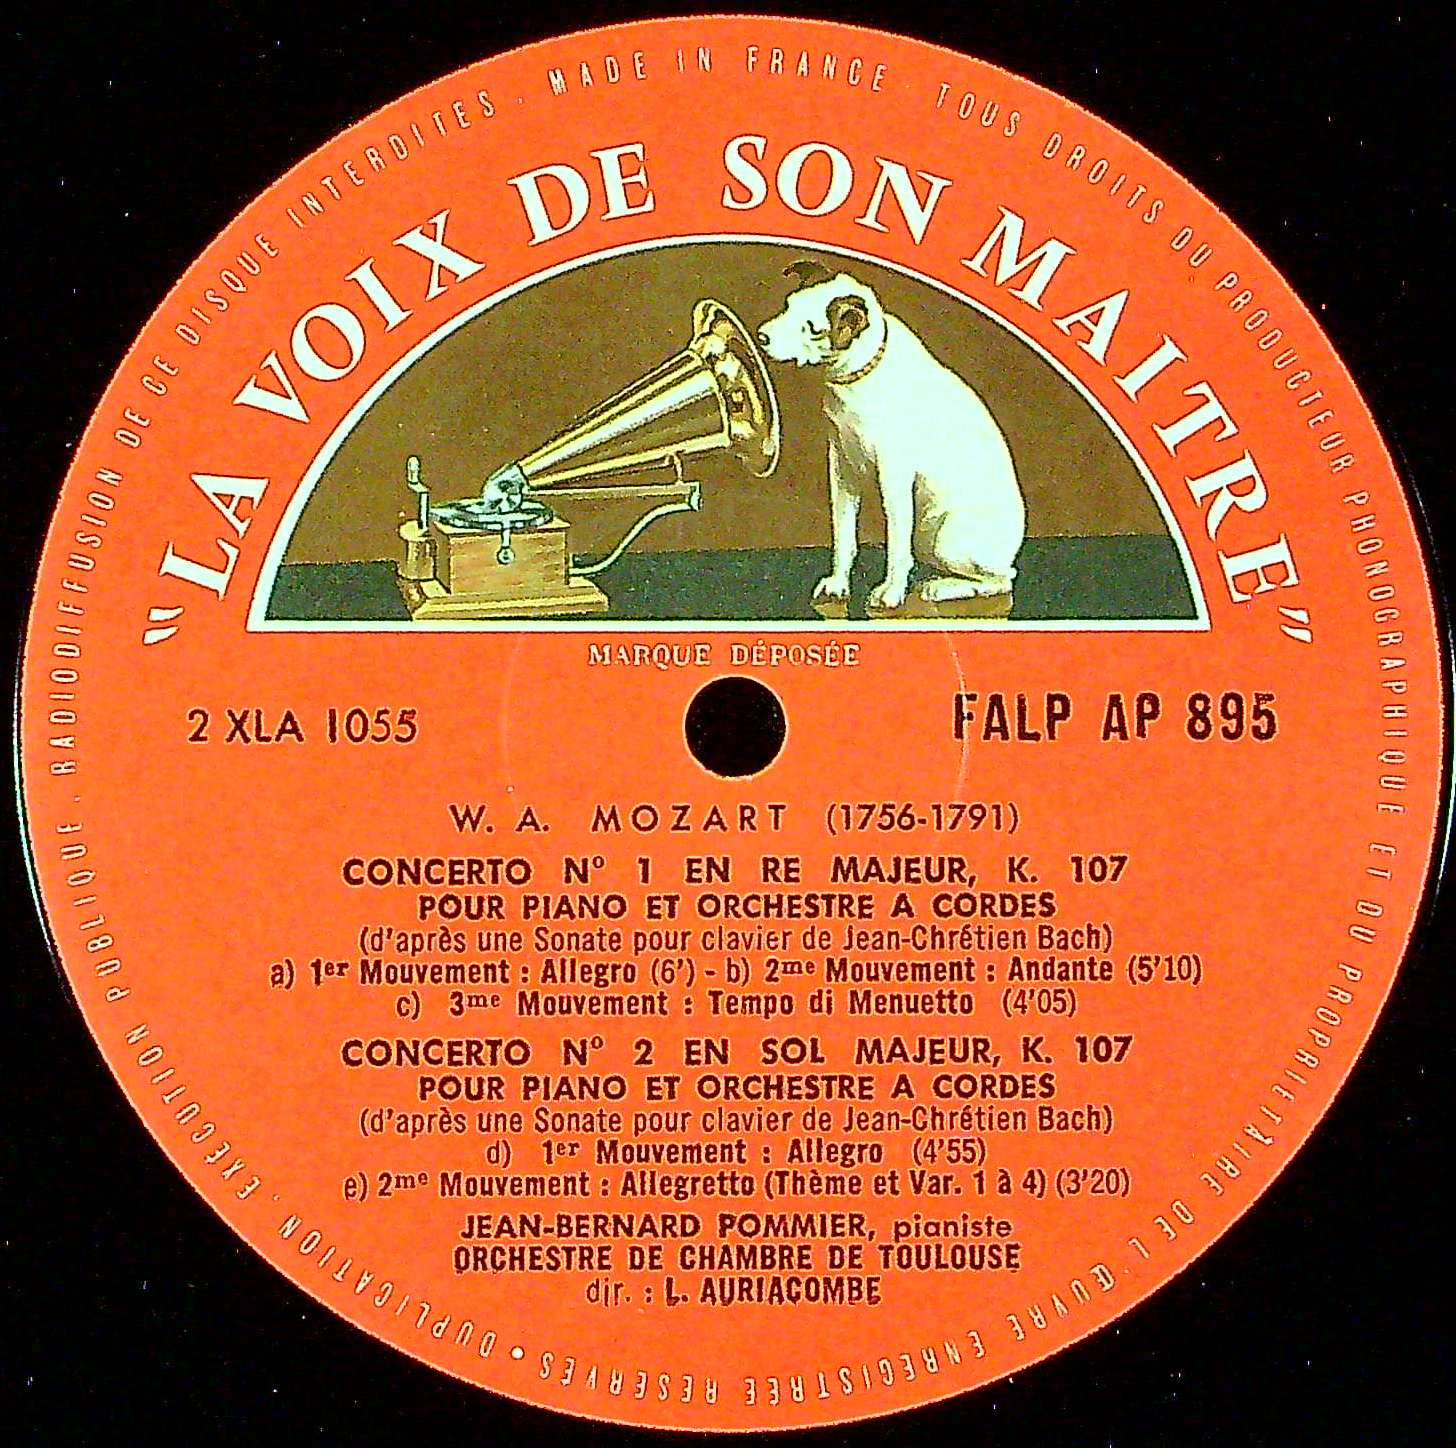 MADE IN FRANCE . TOUS DROITS DU PRODUCTEUR PHONOGRAPHIQUE ET DU PROPRIETAIRE DE L'ŒUVRE ENREGISTRÉE RESERVÉS • DUPLICATION . EXÉCUTION PUBLIQUE . RADIODIFFUSION DE CE DISQUE INTERDITES .
"LA VOIX DE SON MAITRE"
MARQUE DÉPOSÉE
2 XLA 1055
FALP AP 895
W. A. MOZART (1756-1791)
CONCERTO Nº 1 EN RE MAJEUR, K. 107
POUR PIANO ET ORCHESTRE A CORDES
(d'après une Sonate pour clavier de Jean-Chrétien Bach)
a) 1er Mouvement : Allegro (6') - b) 2me Mouvement : Andante (5'10)
c) 3me Mouvement : Tempo di Menuetto (4'05)
CONCERTO Nº 2 EN SOL MAJEUR, K. 107
POUR PIANO ET ORCHESTRE A CORDES
(d'après une Sonate pour clavier de Jean-Chrétien Bach)
d) 1er Mouvement : Allegro (4'55)
e) 2me Mouvement : Allegretto (Thème et Var. 1 à 4) (3'20)
JEAN-BERNARD POMMIER, pianiste
ORCHESTRE DE CHAMBRE DE TOULOUSE
dir. : L. AURIACOMBE